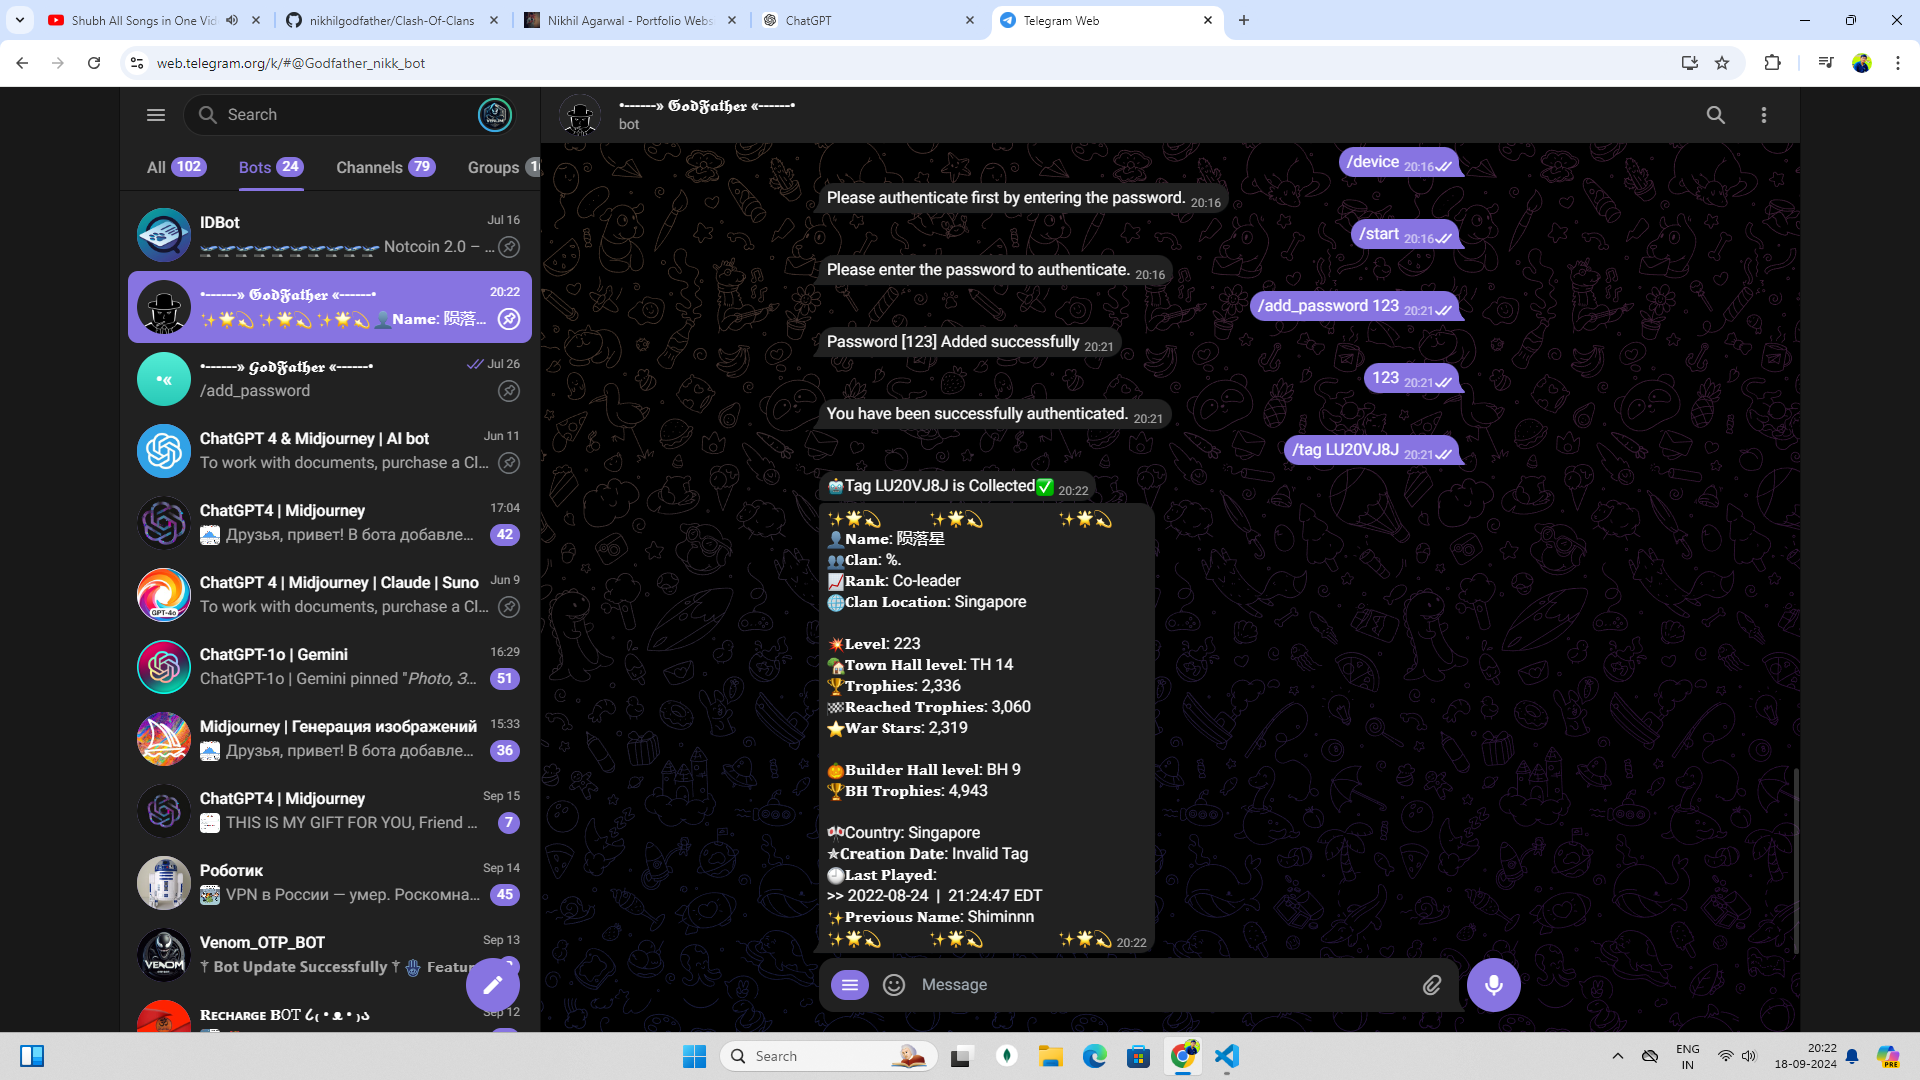 Shubh All Songs in One Vid
nikhilgodfather/Clash-Of-Clans
Nikhil Agarwal - Portfolio Websi
ChatGPT
Telegram Web
web.telegram.org/k/#@Godfather_nikk_bot
Search
All 102
Bots 24
Channels 79
Groups
IDBot Jul 16
Notcoin 2.0 – ...
•------» 𝕲𝖔𝖉𝕱𝖆𝖙𝖍𝖊𝖗 «------• 20:22
✨🌟💫 ✨🌟💫 ✨🌟💫 👤𝐍𝐚𝐦𝐞: 陨落...
•« •------» 𝓖𝖔𝖉𝕱𝖆𝖙𝖍𝖊𝖗 «------• Jul 26
/add_password
ChatGPT 4 & Midjourney | AI bot Jun 11
To work with documents, purchase a Cl...
ChatGPT4 | Midjourney 17:04
Друзья, привет! В бота добавле... 42
ChatGPT 4 | Midjourney | Claude | Suno Jun 9
GPT-4o
To work with documents, purchase a Cl...
ChatGPT-1o | Gemini 16:29
ChatGPT-1o | Gemini pinned "Photo, З... 51
Midjourney | Генерация изображений 15:33
Друзья, привет! В бота добавле... 36
ChatGPT4 | Midjourney Sep 15
THIS IS MY GIFT FOR YOU, Friend ... 7
Роботик Sep 14
VPN в России — умер. Роскомна... 45
Venom_OTP_BOT Sep 13
VENOM
† 𝐁𝐨𝐭 𝐔𝐩𝐝𝐚𝐭𝐞 𝐒𝐮𝐜𝐜𝐞𝐬𝐬𝐟𝐮𝐥𝐥𝐲 † 🪬 𝐅𝐞𝐚𝐭𝐮
Rᴇᴄʜᴀʀɢᴇ Bᴏᴛ Sep 12
•------» 𝕲𝖔𝖉𝕱𝖆𝖙𝖍𝖊𝖗 «------•
bot
/device 20:16
Please authenticate first by entering the password. 20:16
/start 20:16
Please enter the password to authenticate. 20:16
/add_password 123 20:21
Password [123] Added successfully 20:21
123 20:21
You have been successfully authenticated. 20:21
/tag LU20VJ8J 20:21
🤖Tag LU20VJ8J is Collected✅ 20:22
✨🌟💫 ✨🌟💫 ✨🌟💫
👤𝐍𝐚𝐦𝐞: 陨落星
👥𝐂𝐥𝐚𝐧: %.
📈𝐑𝐚𝐧𝐤: Co-leader
🌐𝐂𝐥𝐚𝐧 𝐋𝐨𝐜𝐚𝐭𝐢𝐨𝐧: Singapore
💥𝐋𝐞𝐯𝐞𝐥: 223
🏡𝐓𝐨𝐰𝐧 𝐇𝐚𝐥𝐥 𝐥𝐞𝐯𝐞𝐥: TH 14
🏆𝐓𝐫𝐨𝐩𝐡𝐢𝐞𝐬: 2,336
🏁𝐑𝐞𝐚𝐜𝐡𝐞𝐝 𝐓𝐫𝐨𝐩𝐡𝐢𝐞𝐬: 3,060
⭐𝐖𝐚𝐫 𝐒𝐭𝐚𝐫𝐬: 2,319
🎃𝐁𝐮𝐢𝐥𝐝𝐞𝐫 𝐇𝐚𝐥𝐥 𝐥𝐞𝐯𝐞𝐥: BH 9
🏆𝐁𝐇 𝐓𝐫𝐨𝐩𝐡𝐢𝐞𝐬: 4,943
🎌Country: Singapore
★𝐂𝐫𝐞𝐚𝐭𝐢𝐨𝐧 𝐃𝐚𝐭𝐞: Invalid Tag
🕘𝐋𝐚𝐬𝐭 𝐏𝐥𝐚𝐲𝐞𝐝:
>> 2022-08-24 | 21:24:47 EDT
✨𝐏𝐫𝐞𝐯𝐢𝐨𝐮𝐬 𝐍𝐚𝐦𝐞: Shiminnn
✨🌟💫 ✨🌟💫 ✨🌟💫 20:22
Message
Search
ENG
IN
20:22
18-09-2024
PRE